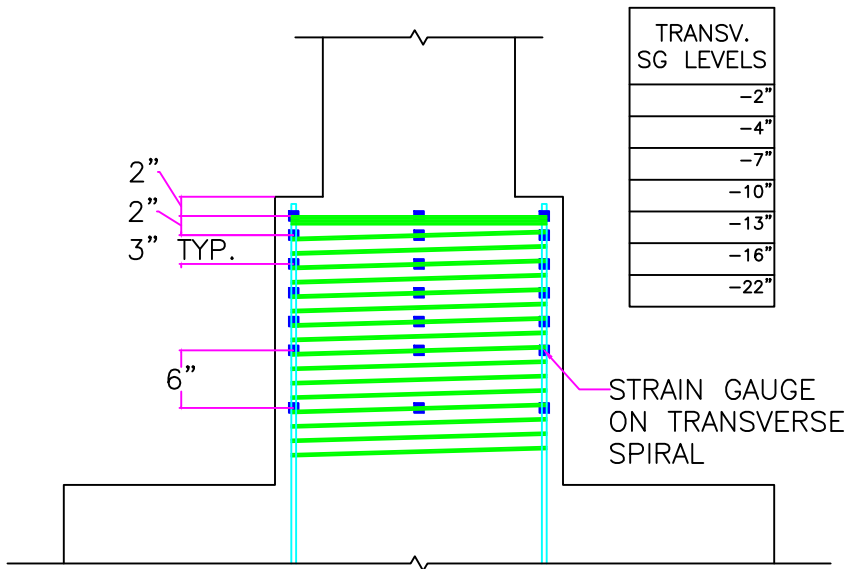 TRANSV.
SG LEVELS
-2"
-4"
-7"
-10"
-13"
-16"
-22"
2"
2"
3" TYP.
6"
STRAIN GAUGE
ON TRANSVERSE
SPIRAL